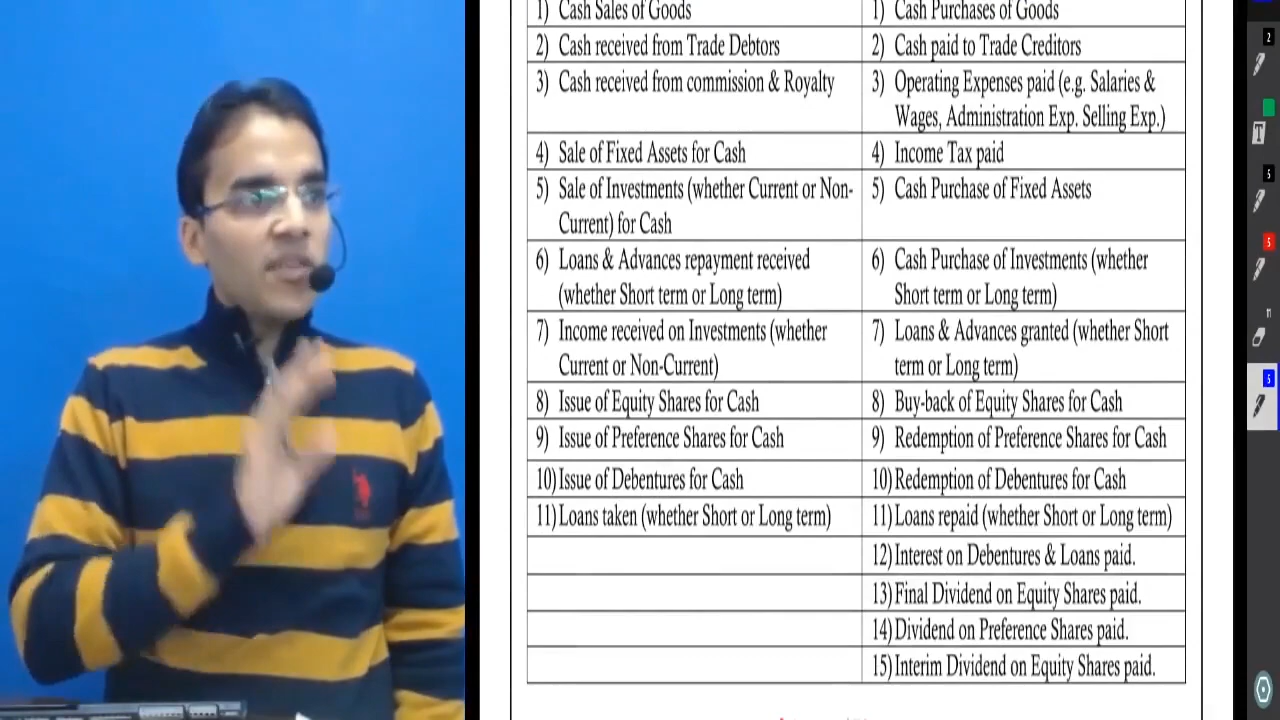 1) Cash Sales of Goods
1) Cash Purchases of Goods
2) Cash received from Trade Debtors
2) Cash paid to Trade Creditors
3) Cash received from commission & Royalty
3) Operating Expenses paid (e.g. Salaries &
Wages, Administration Exp. Selling Exp.)
4) Sale of Fixed Assets for Cash
4) Income Tax paid
5) Sale of Investments (whether Current or Non-
Current) for Cash
5) Cash Purchase of Fixed Assets
6) Loans & Advances repayment received
(whether Short term or Long term)
6) Cash Purchase of Investments (whether
Short term or Long term)
7) Income received on Investments (whether
Current or Non-Current)
7) Loans & Advances granted (whether Short
term or Long term)
8) Issue of Equity Shares for Cash
8) Buy-back of Equity Shares for Cash
9) Issue of Preference Shares for Cash
9) Redemption of Preference Shares for Cash
10) Issue of Debentures for Cash
10) Redemption of Debentures for Cash
11) Loans taken (whether Short or Long term)
11) Loans repaid (whether Short or Long term)
12) Interest on Debentures & Loans paid.
13) Final Dividend on Equity Shares paid.
14) Dividend on Preference Shares paid.
15) Interim Dividend on Equity Shares paid.
2
T
5
5
5